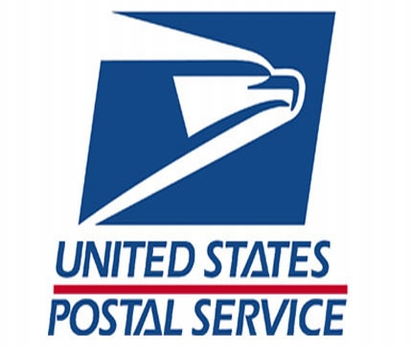 UNITED STATES
POSTAL SERVICE